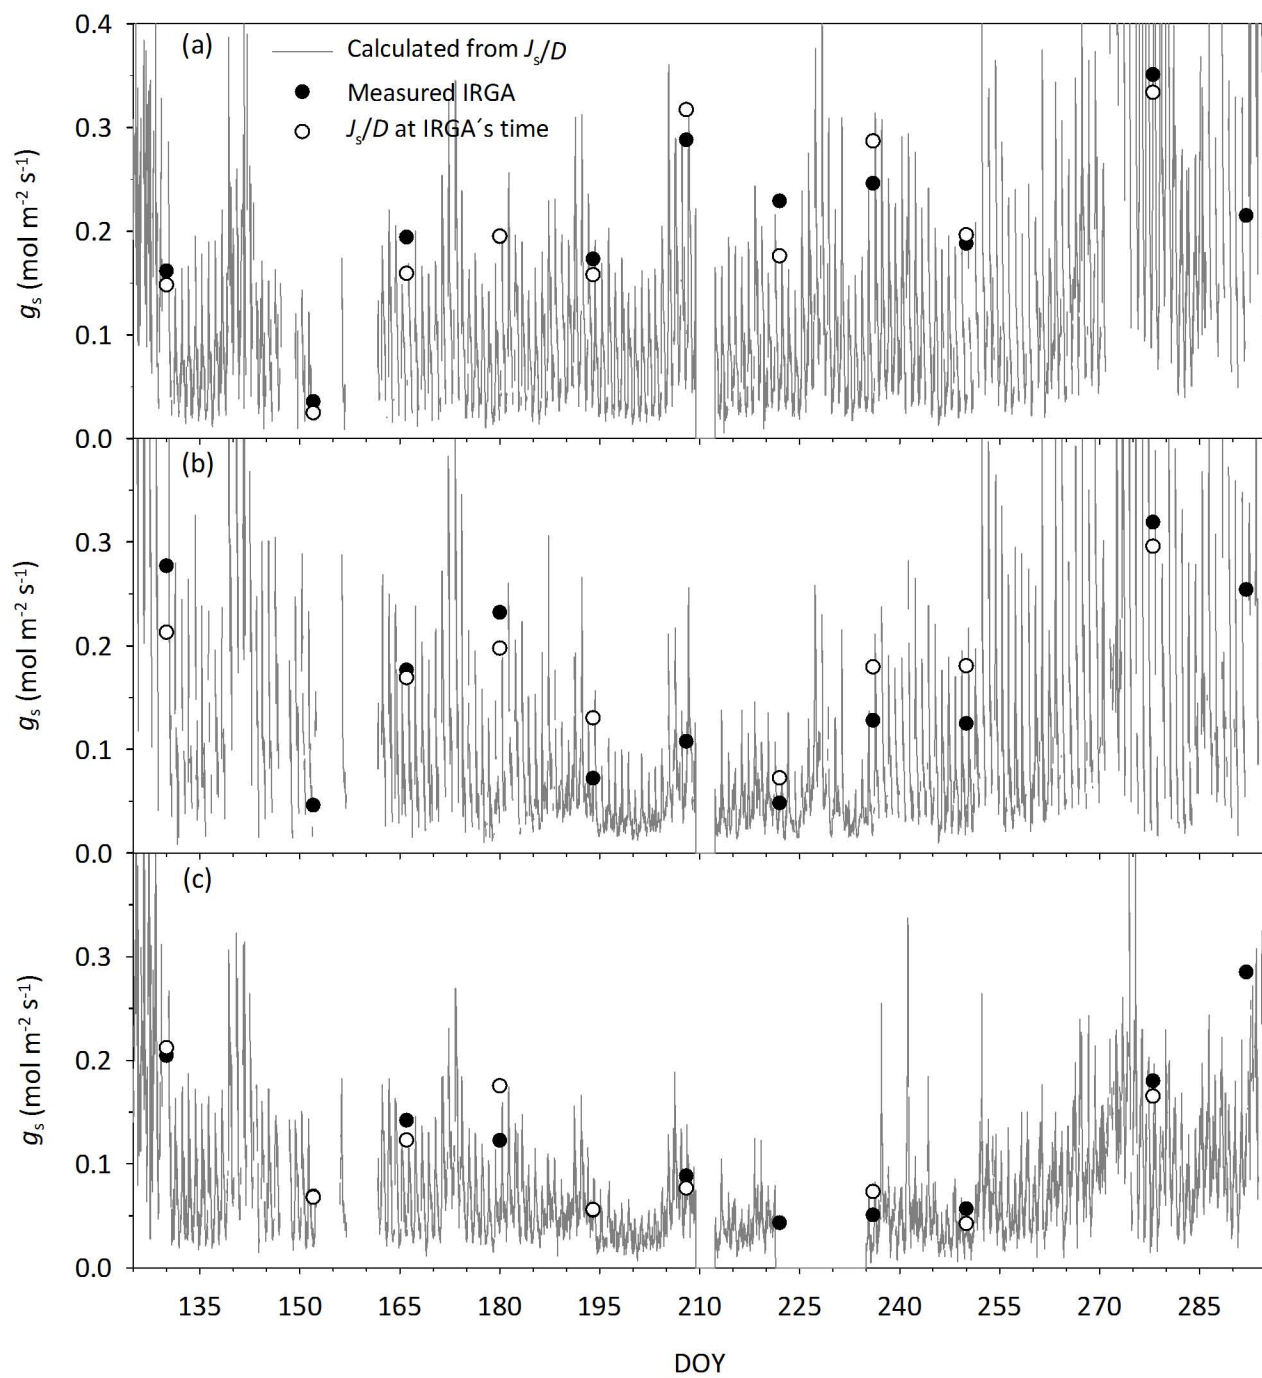 (a)
Calculated from Js/D
Measured IRGA
Js/D at IRGA´s time
0.4
0.3
0.2
0.1
0.0
gs (mol m-2 s-1)
(b)
0.3
0.2
0.1
0.0
gs (mol m-2 s-1)
(c)
0.3
0.2
0.1
0.0
gs (mol m-2 s-1)
135 150 165 180 195 210 225 240 255 270 285
DOY